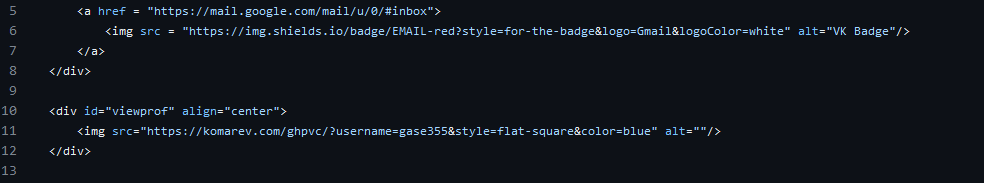 5 <a href = "https://mail.google.com/mail/u/0/#inbox">
6 <img src = "https://img.shields.io/badge/EMAIL-red?style=for-the-badge&logo=Gmail&logoColor=white" alt="VK Badge"/>
7 </a>
8 </div>
9
10 <div id="viewprof" align="center">
11 <img src="https://komarev.com/ghpvc/?username=gase355&style=flat-square&color=blue" alt=""/>
12 </div>
13